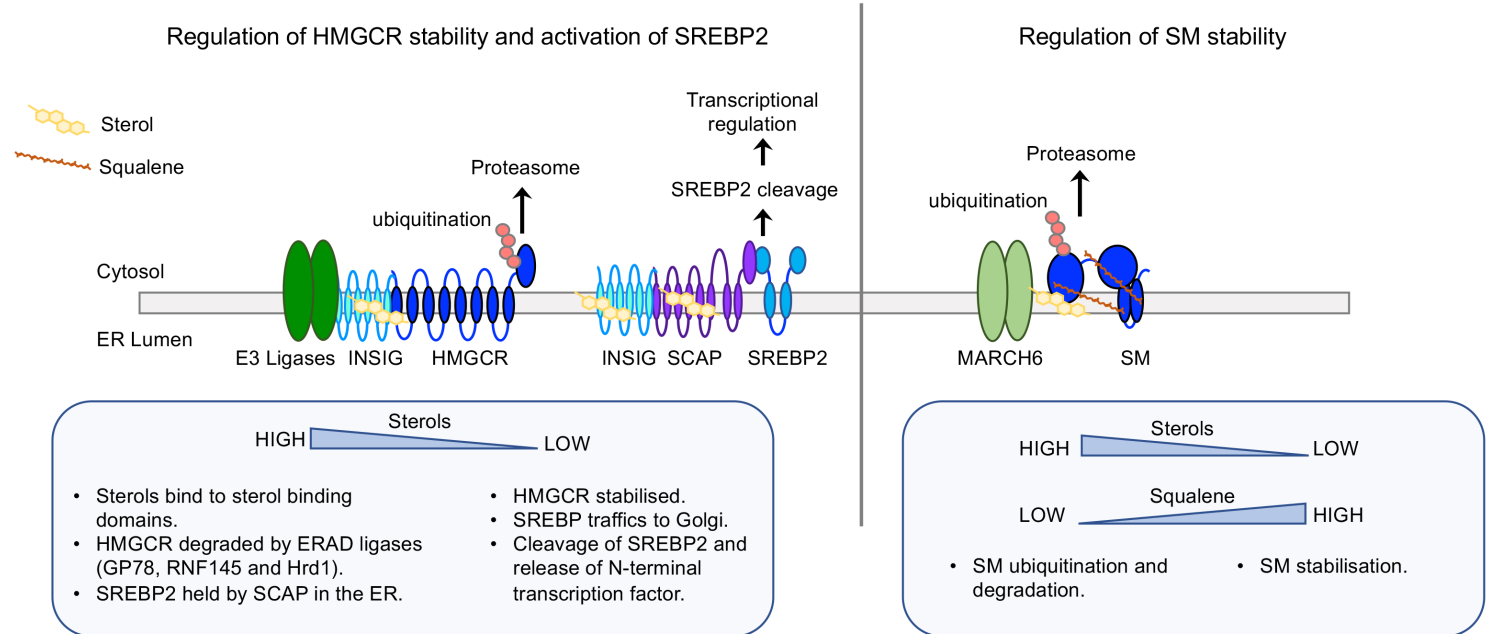 Regulation of HMGCR stability and activation of SREBP2
Sterol
Squalene
Cytosol
ER Lumen
ubiquitination
Proteasome
Transcriptional
regulation
SREBP2 cleavage
E3 Ligases
INSIG
HMGCR
INSIG
SCAP
SREBP2
Sterols
HIGH
LOW
• Sterols bind to sterol binding
domains.
• HMGCR degraded by ERAD ligases
(GP78, RNF145 and Hrd1).
• SREBP2 held by SCAP in the ER.
• HMGCR stabilised.
• SREBP traffics to Golgi.
• Cleavage of SREBP2 and
release of N-terminal
transcription factor.
Regulation of SM stability
Proteasome
ubiquitination
MARCH6
SM
Sterols
HIGH
LOW
Squalene
LOW
HIGH
• SM ubiquitination and
degradation.
• SM stabilisation.